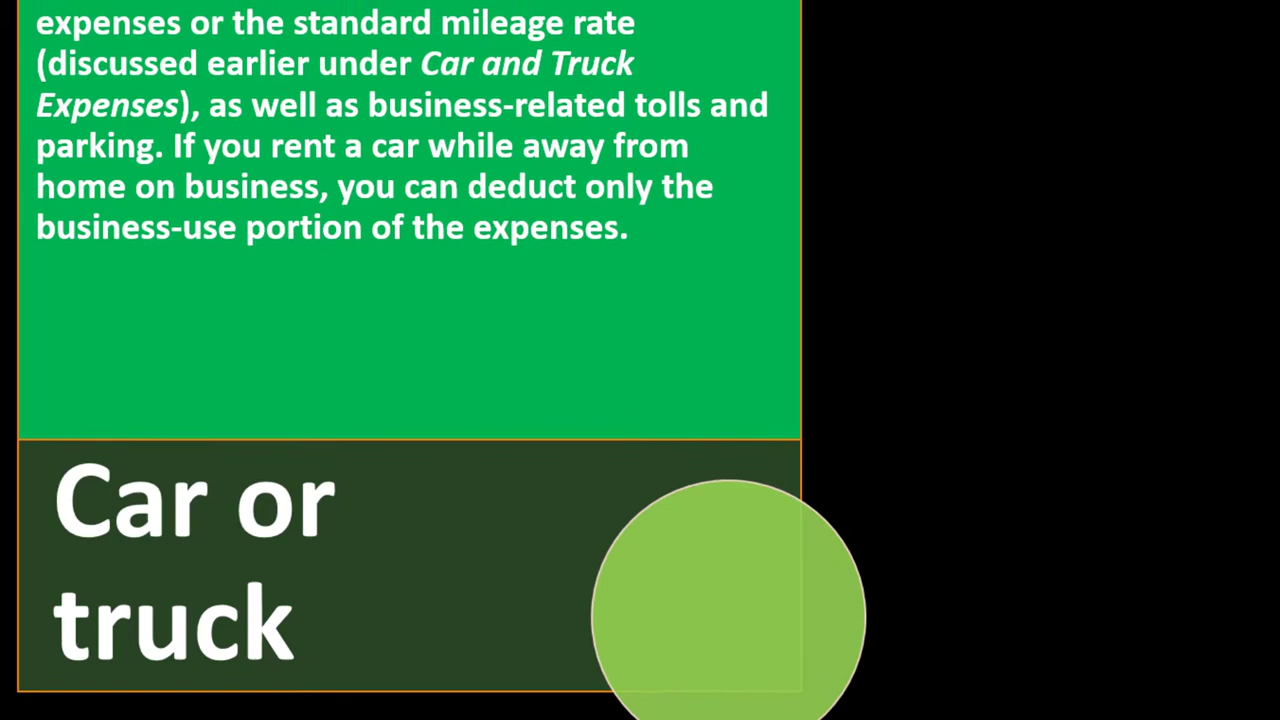 expenses or the standard mileage rate
(discussed earlier under Car and Truck
Expenses), as well as business-related tolls and
parking. If you rent a car while away from
home on business, you can deduct only the
business-use portion of the expenses.
Car or
truck